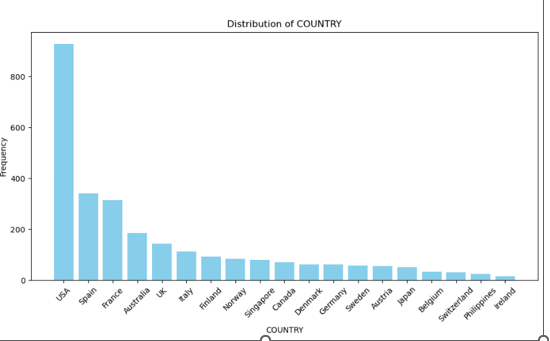 Distribution of COUNTRY
800
600
400
200
0
Frequency
USA
Spain
France
Australia
UK
Italy
Finland
Norway
Singapore
Canada
Denmark
Germany
Sweden
Austria
Japan
Belgium
Switzerland
Philippines
Ireland
COUNTRY